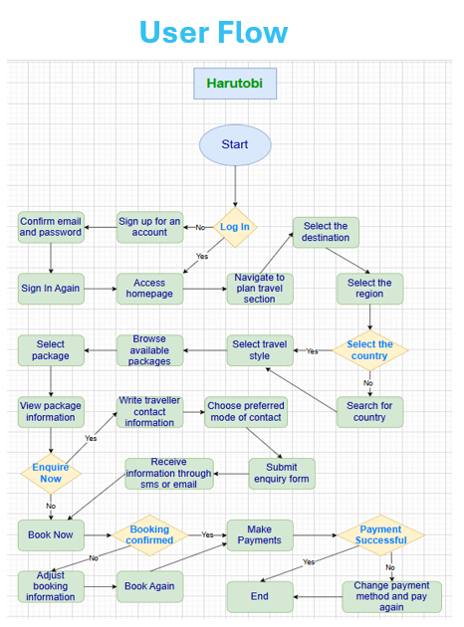 User Flow
Harutobi
Start
Confirm email
and password
Sign up for an
account
No
Log In
Select the
destination
Yes
Sign In Again
Access
homepage
Navigate to
plan travel
section
Select the
region
Select
package
Browse
available
packages
Select travel
style
Yes
Select the
country
No
View package
information
Write traveller
contact
information
Choose preferred
mode of contact
Search for
country
Yes
Enquire
Now
Receive
information through
sms or email
Submit
enquiry form
No
Book Now
Booking
confirmed
Yes
Make
Payments
Payment
Successful
No
Yes
No
Adjust
booking
information
Book Again
End
Change payment
method and pay
again